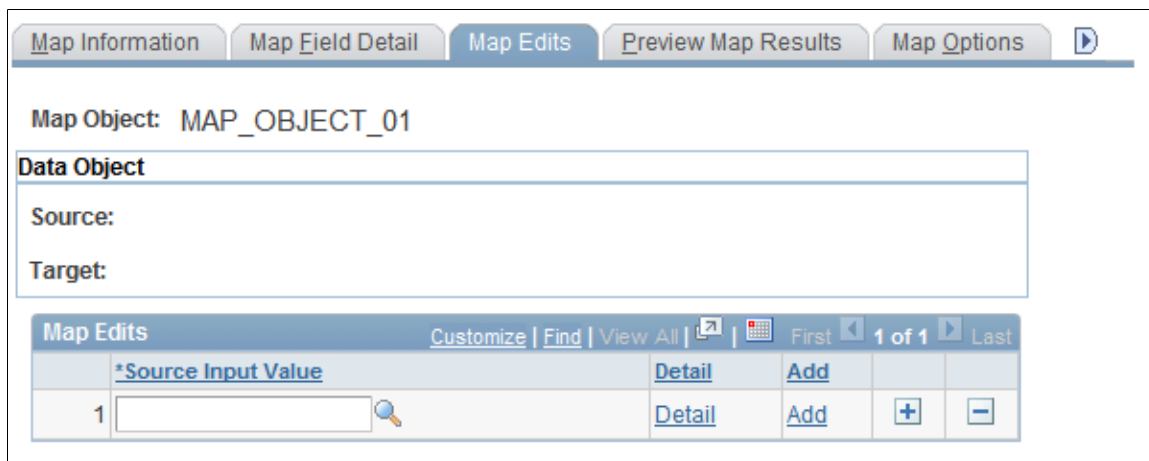 Map Information Map Field Detail Map Edits Preview Map Results Map Options
Map Object: MAP_OBJECT_01
Data Object
Source:
Target:
Map Edits Customize | Find | View All | | First 1 of 1 Last
*Source Input Value Detail Add
1 Detail Add